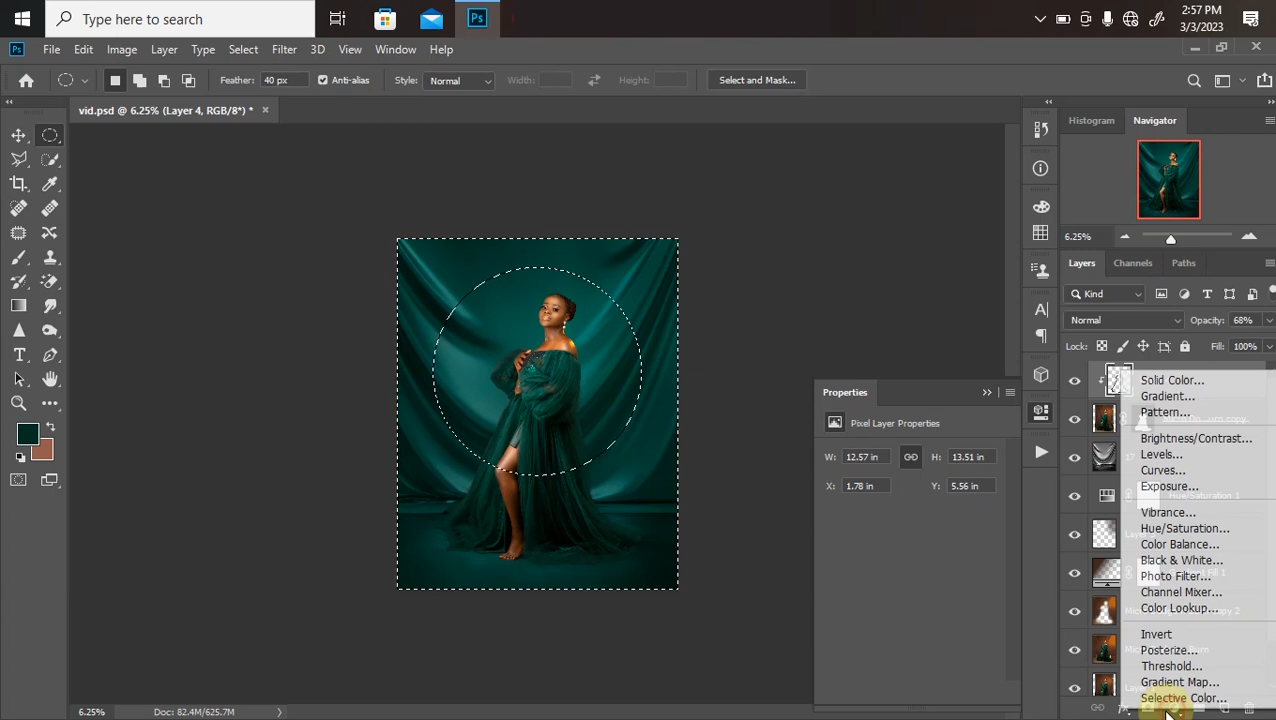 Type here to search
Ps
2:57 PM
3/3/2023
Ps File Edit Image Layer Type Select Filter 3D View Window Help
Feather: 40 px Anti-alias Style: Normal Width: Height: Select and Mask...
vid.psd @ 6.25% (Layer 4, RGB/8*) * ×
Histogram Navigator
6.25%
Layers Channels Paths
Kind
Normal Opacity: 68%
Lock: Fill: 100%
Properties
Pixel Layer Properties
W: 12.57 in H: 13.51 in
X: 1.78 in Y: 5.56 in
Solid Color...
Gradient...
Pattern...
Brightness/Contrast...
Levels...
Curves...
Exposure...
Vibrance...
Hue/Saturation...
Color Balance...
Black & White...
Photo Filter...
Channel Mixer...
Color Lookup...
Invert
Posterize...
Threshold...
Gradient Map...
Selective Color...
17
Hue/Saturation 1
6.25% Doc: 82.4M/625.7M